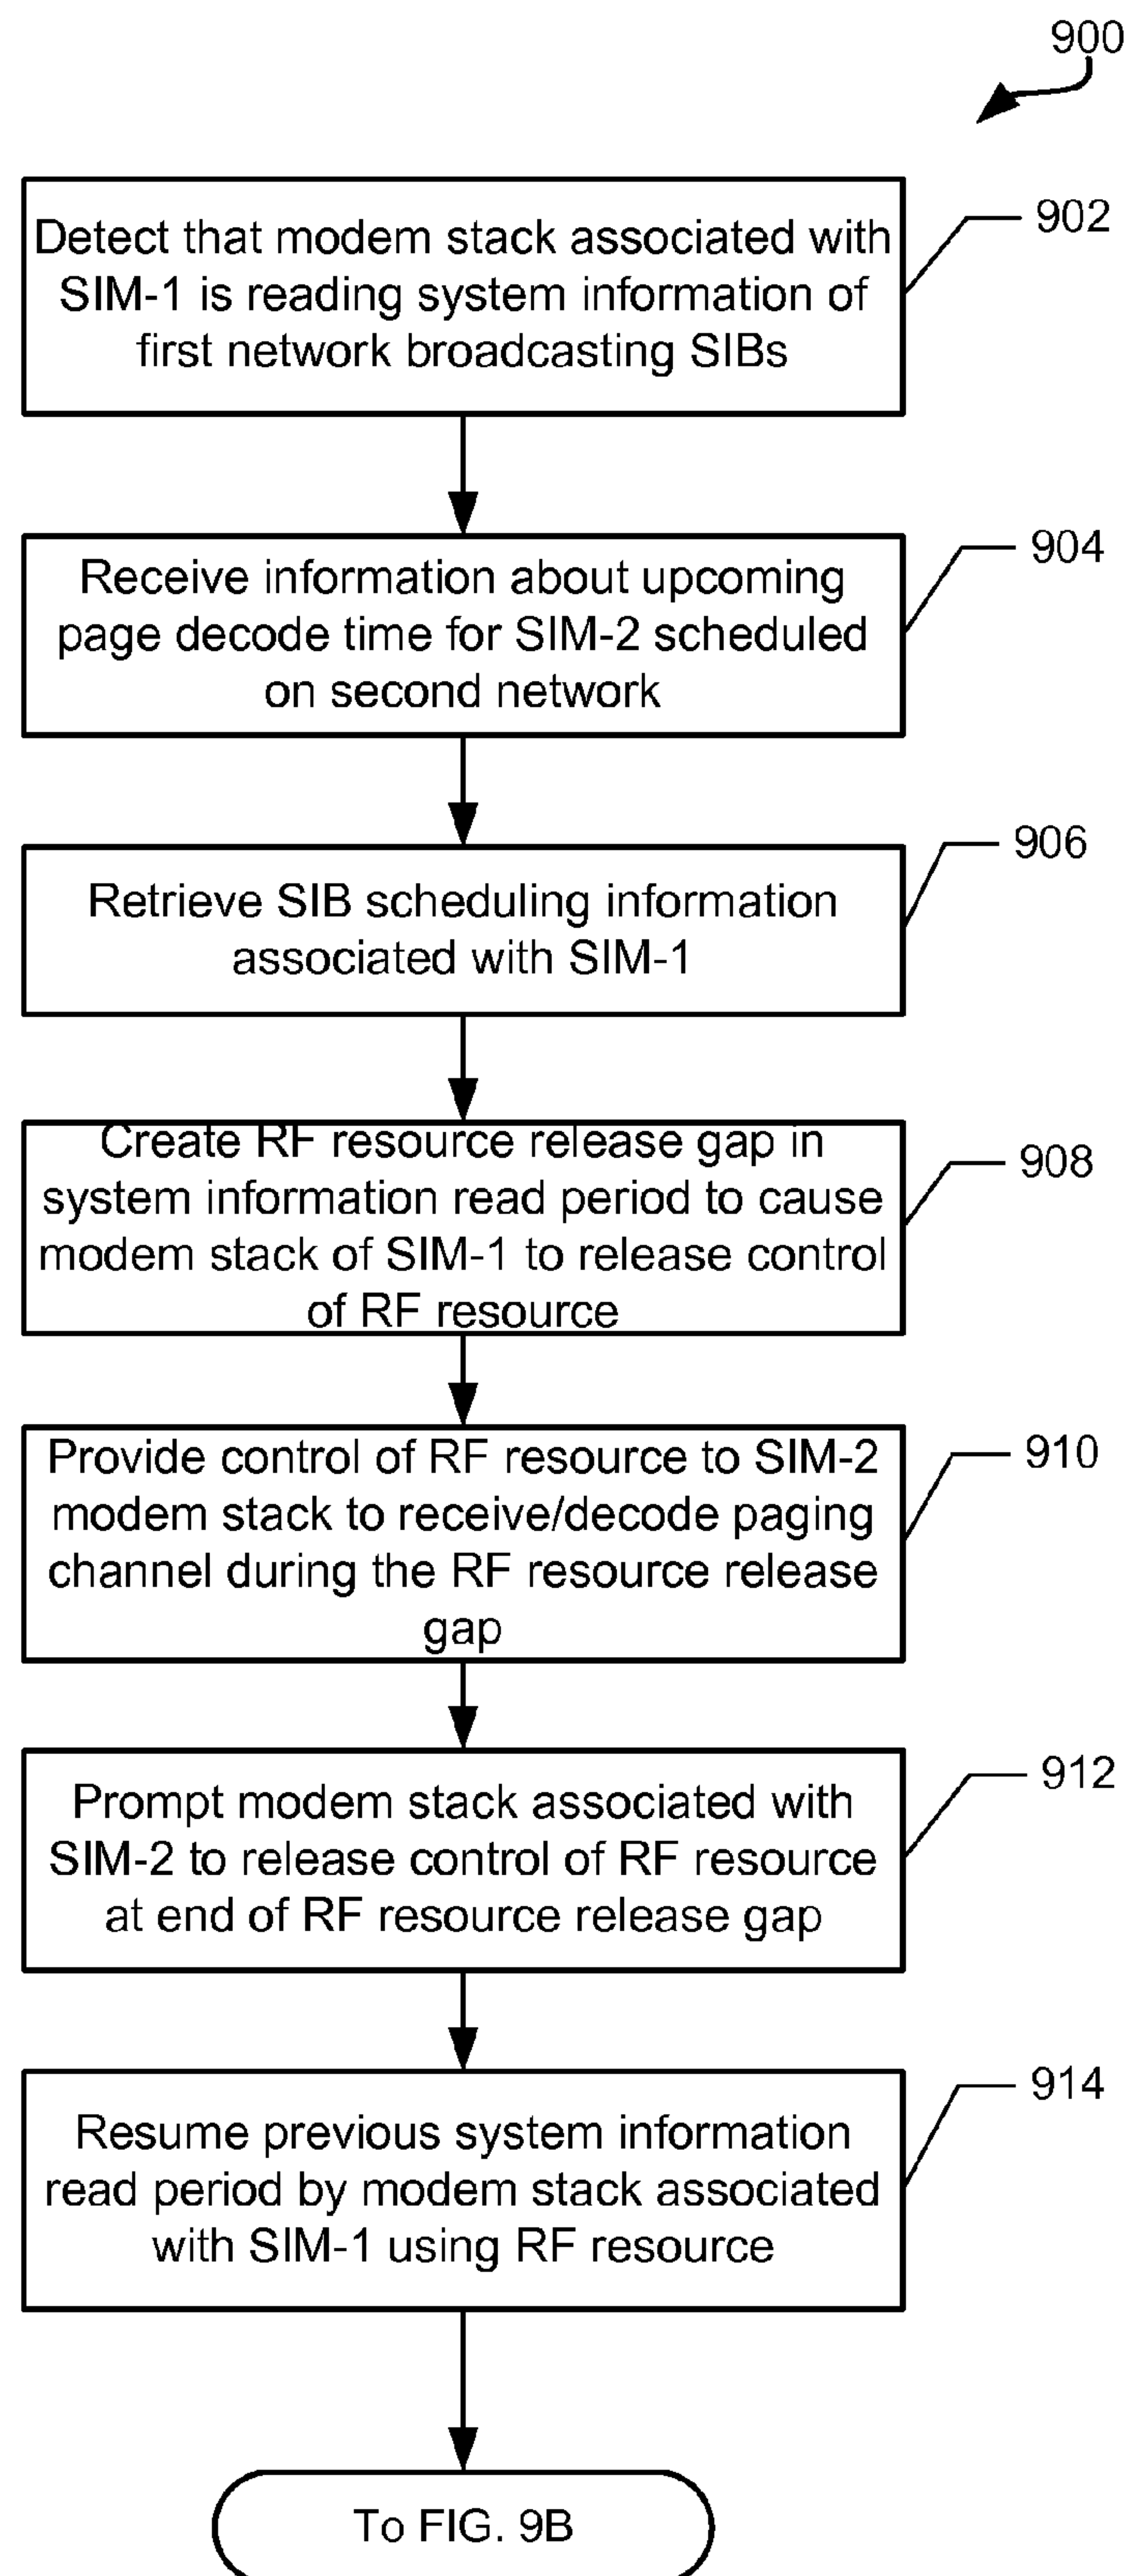 900
Detect that modem stack associated with
SIM-1 is reading system information of
first network broadcasting SIBs
902
Receive information about upcoming
page decode time for SIM-2 scheduled
on second network
904
Retrieve SIB scheduling information
associated with SIM-1
906
Create RF resource release gap in
system information read period to cause
modem stack of SIM-1 to release control
of RF resource
908
Provide control of RF resource to SIM-2
modem stack to receive/decode paging
channel during the RF resource release
gap
910
Prompt modem stack associated with
SIM-2 to release control of RF resource
at end of RF resource release gap
912
Resume previous system information
read period by modem stack associated
with SIM-1 using RF resource
914
To FIG. 9B